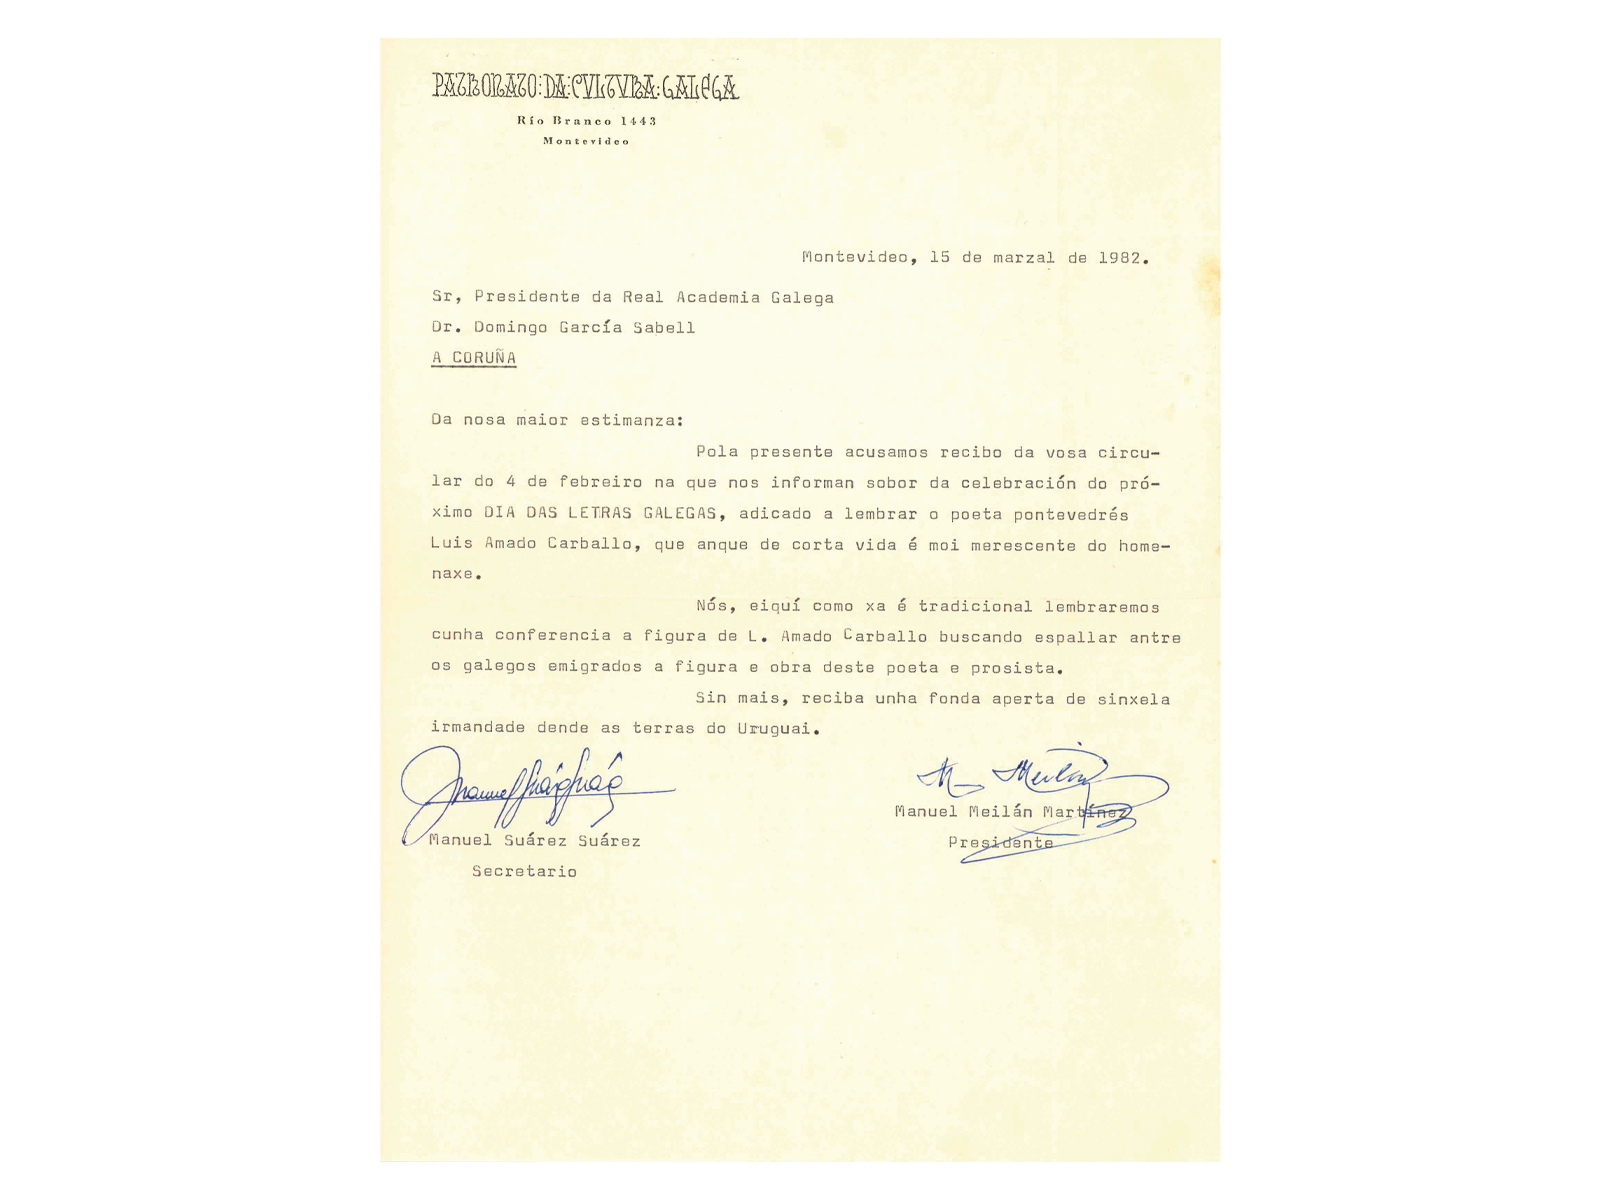 PATRONATO:DA:CVLTVRA:GALEGA
Río Branco 1443
Montevideo
Montevideo, 15 de marzal de 1982.
Sr, Presidente da Real Academia Galega
Dr. Domingo García Sabell
A CORUÑA
Da nosa maior estimanza:
Pola presente acusamos recibo da vosa circu-
lar do 4 de febreiro na que nos informan sobor da celebración do pró-
ximo DIA DAS LETRAS GALEGAS, adicado a lembrar o poeta pontevedrés
Luis Amado Carballo, que anque de corta vida é moi merescente do home-
naxe.
Nós, eiquí como xa é tradicional lembraremos
cunha conferencia a figura de L. Amado Carballo buscando espallar antre
os galegos emigrados a figura e obra deste poeta e prosista.
Sin mais, reciba unha fonda aperta de sinxela
irmandade dende as terras do Uruguai.
M. Meilán
Manuel Meilán Martínez
Presidente
Manuel Suárez Suárez
Secretario